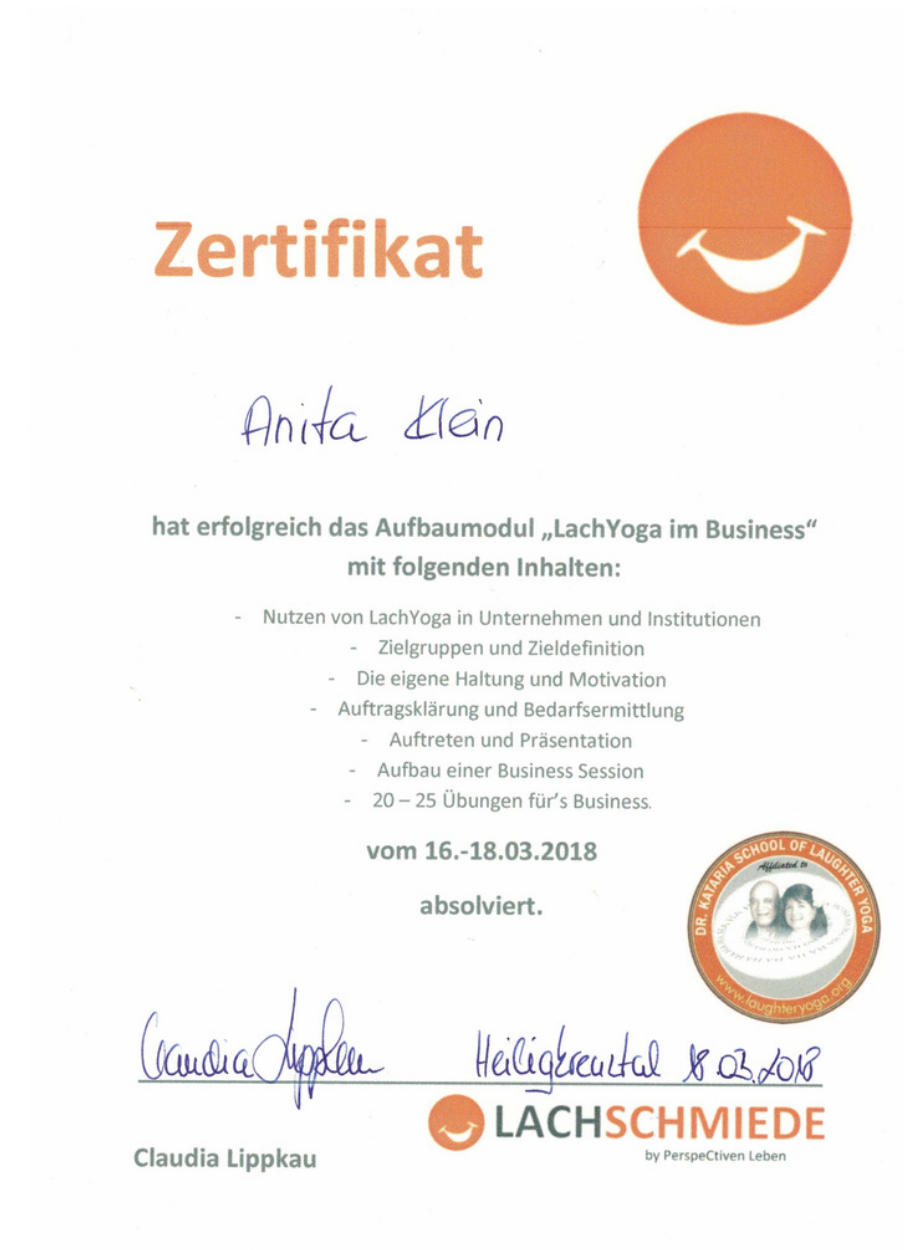 Zertifikat
Anita Klein
hat erfolgreich das Aufbaumodul „LachYoga im Business“
mit folgenden Inhalten:
- Nutzen von LachYoga in Unternehmen und Institutionen
- Zielgruppen und Zieldefinition
- Die eigene Haltung und Motivation
- Auftragsklärung und Bedarfsermittlung
- Auftreten und Präsentation
- Aufbau einer Business Session
- 20 – 25 Übungen für's Business.
vom 16.-18.03.2018
absolviert.
DR. KATARIA SCHOOL OF LAUGHTER YOGA
Affiliated to
www.laughteryoga.org
Claudia Lippkau Heiligkreuztal 18.03.2018
LACHSCHMIEDE
by PerspeCtiven Leben
Claudia Lippkau